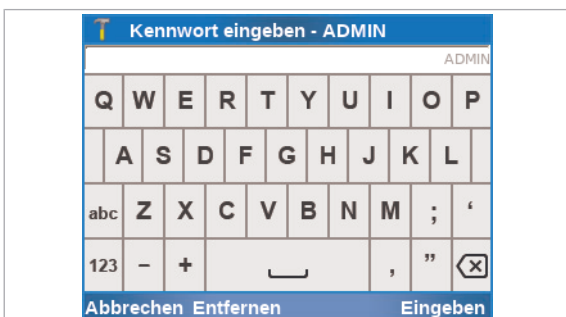 Kennwort eingeben - ADMIN
ADMIN
Q W E R T Y U I O P
A S D F G H J K L
abc Z X C V B N M ; ‘
123 - + , ”
Abbrechen Entfernen Eingeben